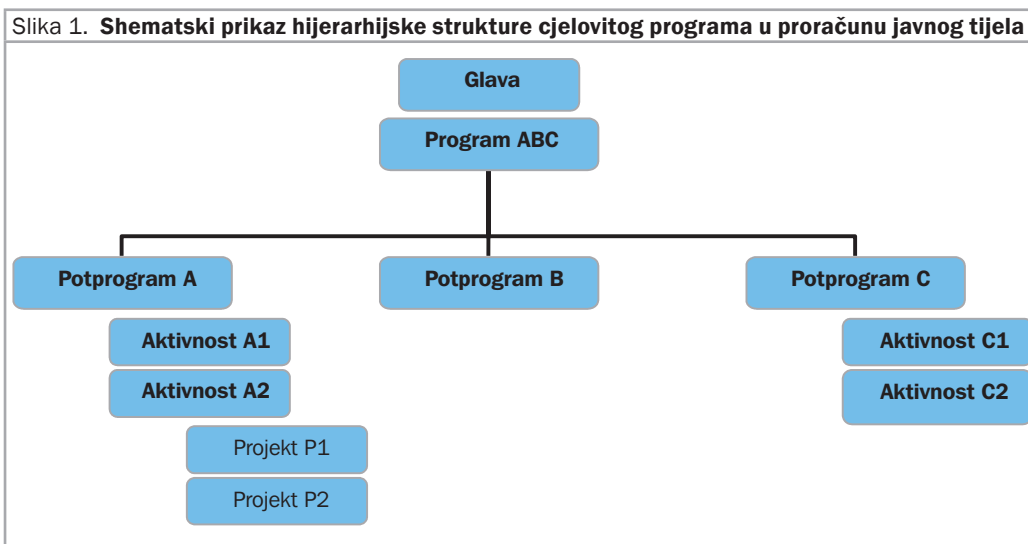 Slika 1. Shematski prikaz hijerarhijske strukture cjelovitog programa u proračunu javnog tijela
Glava
Program ABC
Potprogram A
Potprogram B
Potprogram C
Aktivnost A1
Aktivnost C1
Aktivnost A2
Aktivnost C2
Projekt P1
Projekt P2